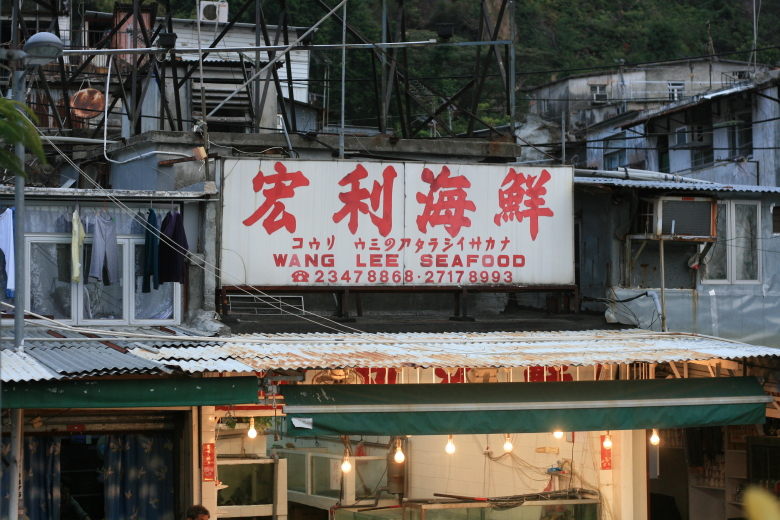 宏利海鮮
コウリ ウミのアタラシイサカナ
WANG LEE SEAFOOD
☎23478868·27178993